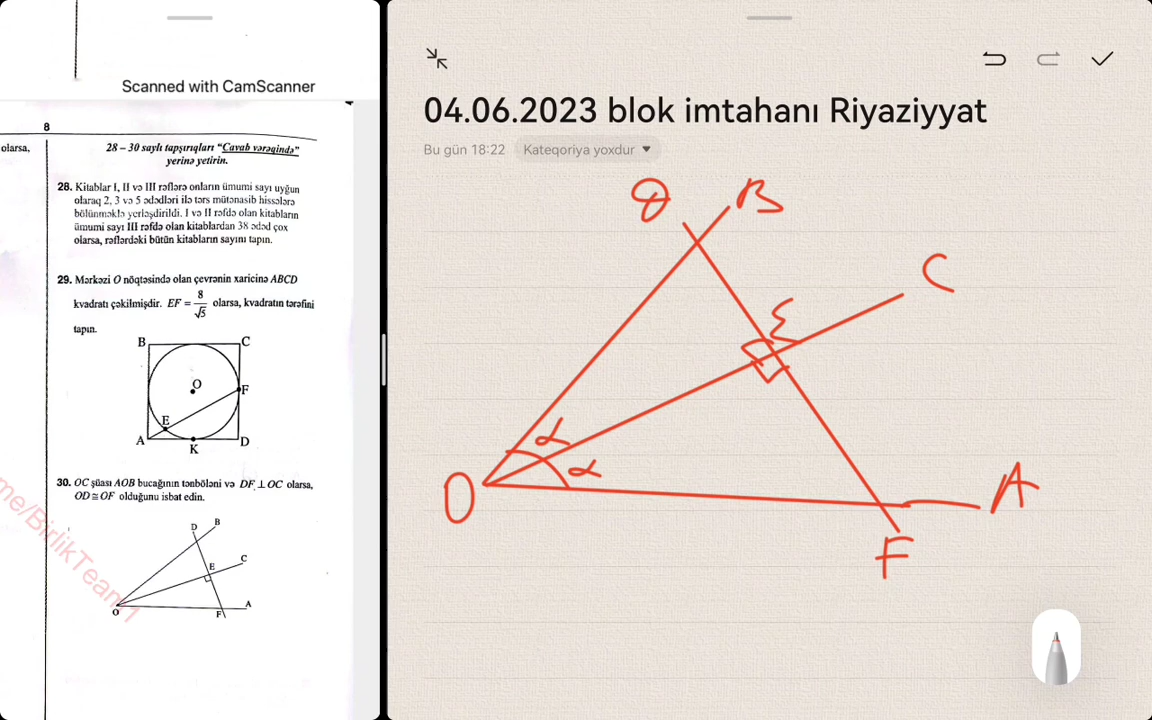 Scanned with CamScanner
8
olarsa,
28 – 30 saylı tapşırıqları "Cavab vərəqində"
yerinə yetirin.
28. Kitablar I, II və III rəflərə onların ümumi sayı uyğun
olaraq 2, 3 və 5 ədədləri ilə tərs mütənasib hissələrə
bölünməklə yerləşdirildi. I və II rəfdə olan kitabların
ümumi sayı III rəfdə olan kitablardan 38 ədəd çox
olarsa, rəflərdəki bütün kitabların sayını tapın.
29. Mərkəzi O nöqtəsində olan çevrənin xaricinə ABCD
kvadratı çəkilmişdir. EF = 8/√5 olarsa, kvadratın tərəfini
tapın.
B C
O
F
E
A K D
30. OC şüası AOB bucağının tənböləni və DF ⊥ OC olarsa,
OD ≅ OF olduğunu isbat edin.
D B
C
E
O F A
me/BirlikTeam1
04.06.2023 blok imtahanı Riyaziyyat
Bu gün 18:22 Kateqoriya yoxdur
B
C
E
α
α
O
A
F